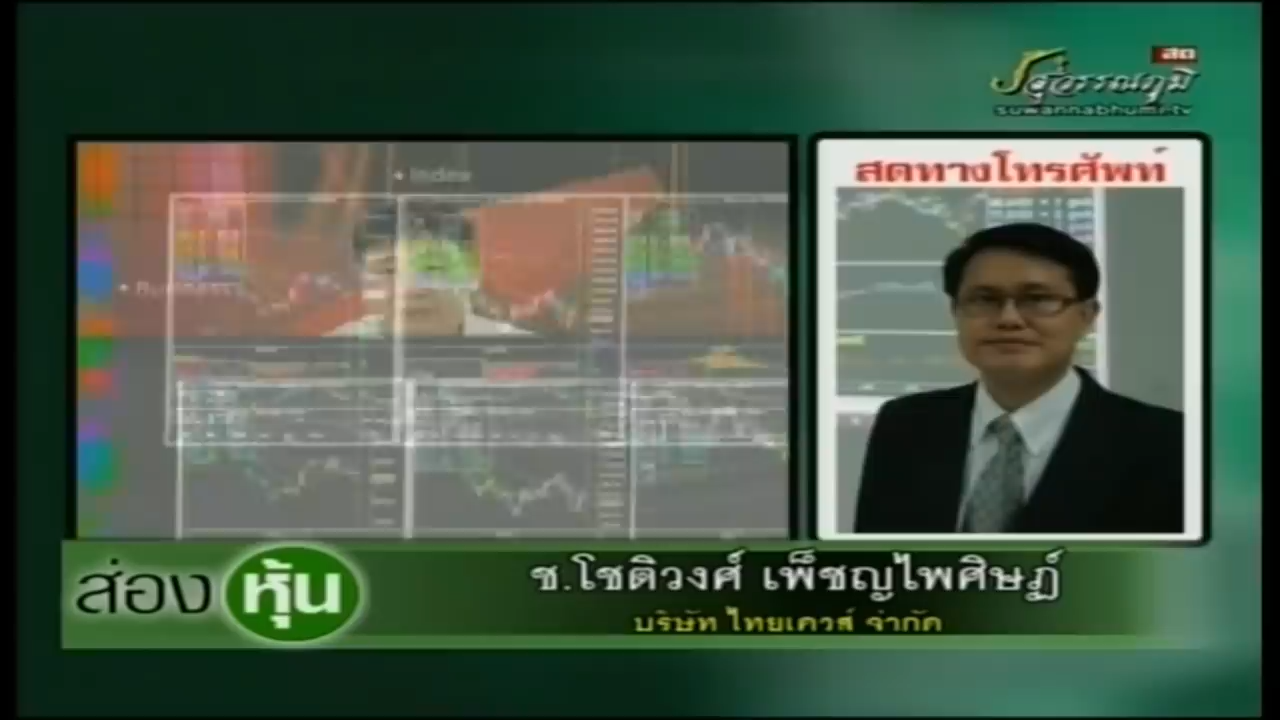 สด
สุวรรณภูมิ
suwannabhumi.tv
สดทางโทรศัพท์
• Index
• Business
ส่อง หุ้น
ช.โชติวงศ์ เพ็ชญไพศิษฏ์
บริษัท ไทยเควส์ จำกัด